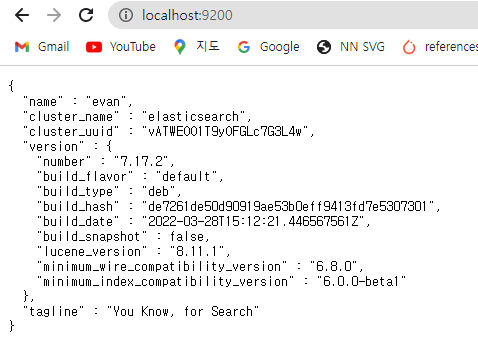 localhost:9200
Gmail YouTube 지도 Google NN SVG references
{
"name" : "evan",
"cluster_name" : "elasticsearch",
"cluster_uuid" : "vATWEO01T9yOFGLc7G3L4w",
"version" : {
"number" : "7.17.2",
"build_flavor" : "default",
"build_type" : "deb",
"build_hash" : "de7261de50d90919ae53b0eff9413fd7e5307301",
"build_date" : "2022-03-28T15:12:21.446567561Z",
"build_snapshot" : false,
"lucene_version" : "8.11.1",
"minimum_wire_compatibility_version" : "6.8.0",
"minimum_index_compatibility_version" : "6.0.0-beta1"
},
"tagline" : "You Know, for Search"
}